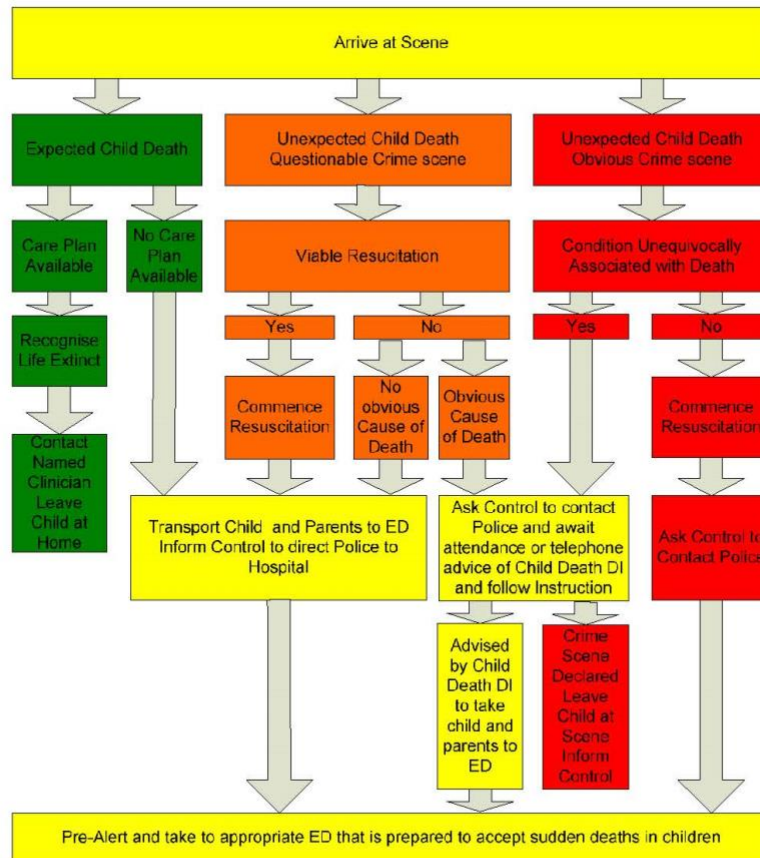 Arrive at Scene
Expected Child Death
Unexpected Child Death
Questionable Crime scene
Unexpected Child Death
Obvious Crime scene
Care Plan
Available
No Care
Plan
Available
Viable Resucitation
Condition Unequivocally
Associated with Death
Recognise
Life Extinct
Yes
No
Yes
No
Contact
Named
Clinician
Leave
Child at
Home
Commence
Resuscitation
No
obvious
Cause of
Death
Obvious
Cause
of Death
Commence
Resuscitation
Transport Child and Parents to ED
Inform Control to direct Police to
Hospital
Ask Control to contact
Police and await
attendance or telephone
advice of Child Death DI
and follow Instruction
Ask Control to
Contact Police
Advised
by Child
Death DI
to take
child and
parents to
ED
Crime
Scene
Declared
Leave
Child at
Scene
Inform
Control
Pre-Alert and take to appropriate ED that is prepared to accept sudden deaths in children